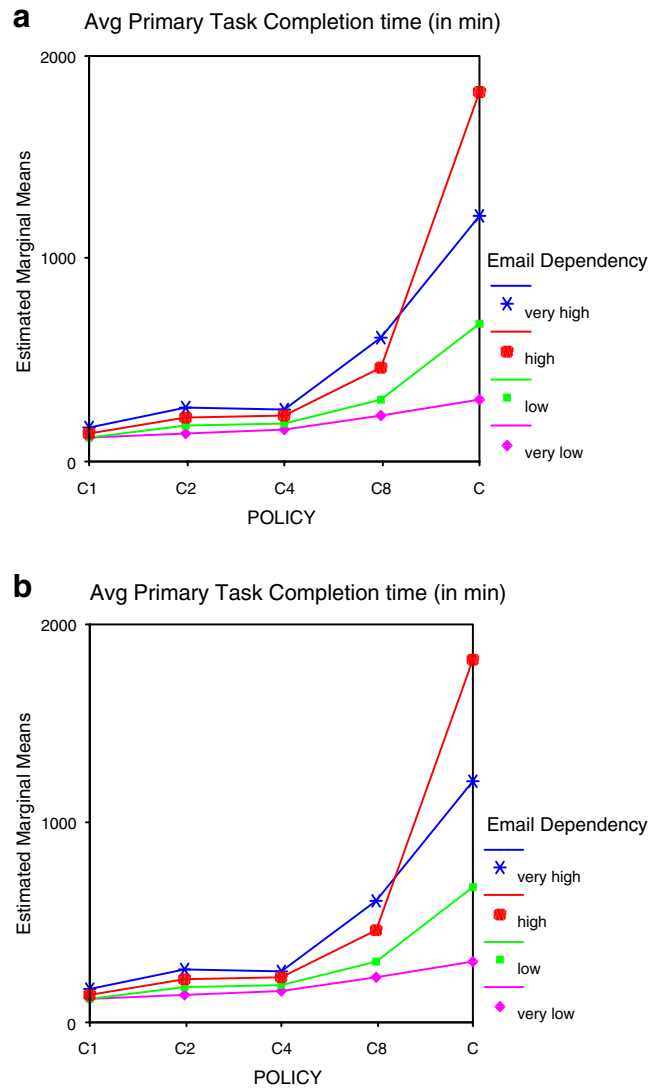 a
Avg Primary Task Completion time (in min)
Estimated Marginal Means
2000
1000
0
C1 C2 C4 C8 C
POLICY
Email Dependency
very high
high
low
very low
b
Avg Primary Task Completion time (in min)
Estimated Marginal Means
2000
1000
0
C1 C2 C4 C8 C
POLICY
Email Dependency
very high
high
low
very low